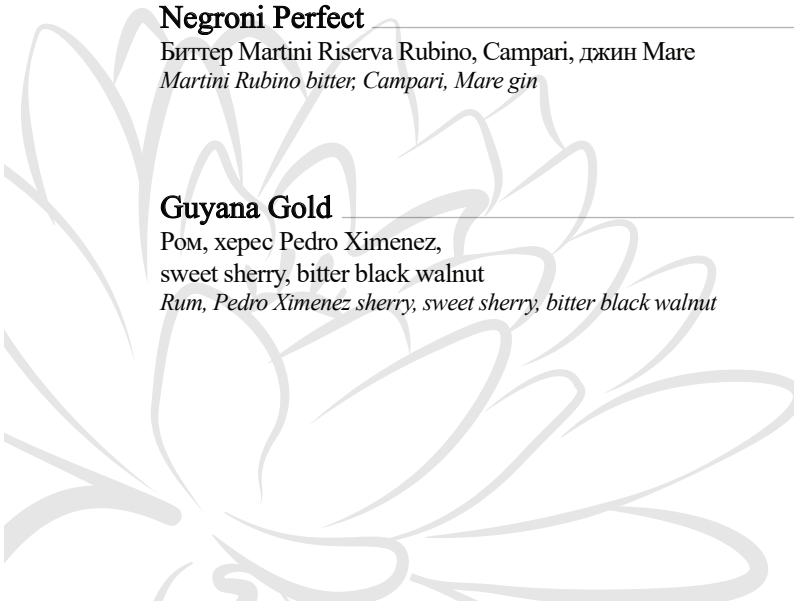 Negroni Perfect
Биттер Martini Riserva Rubino, Campari, джин Mare
Martini Rubino bitter, Campari, Mare gin
Guyana Gold
Ром, херес Pedro Ximenez,
sweet sherry, bitter black walnut
Rum, Pedro Ximenez sherry, sweet sherry, bitter black walnut